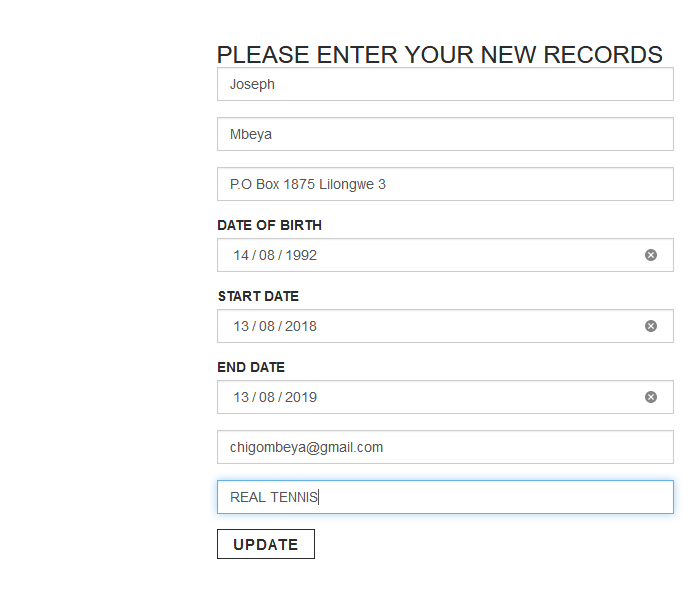 PLEASE ENTER YOUR NEW RECORDS
Joseph
Mbeya
P.O Box 1875 Lilongwe 3
DATE OF BIRTH
14 / 08 / 1992
START DATE
13 / 08 / 2018
END DATE
13 / 08 / 2019
chigombeya@gmail.com
REAL TENNIS
UPDATE